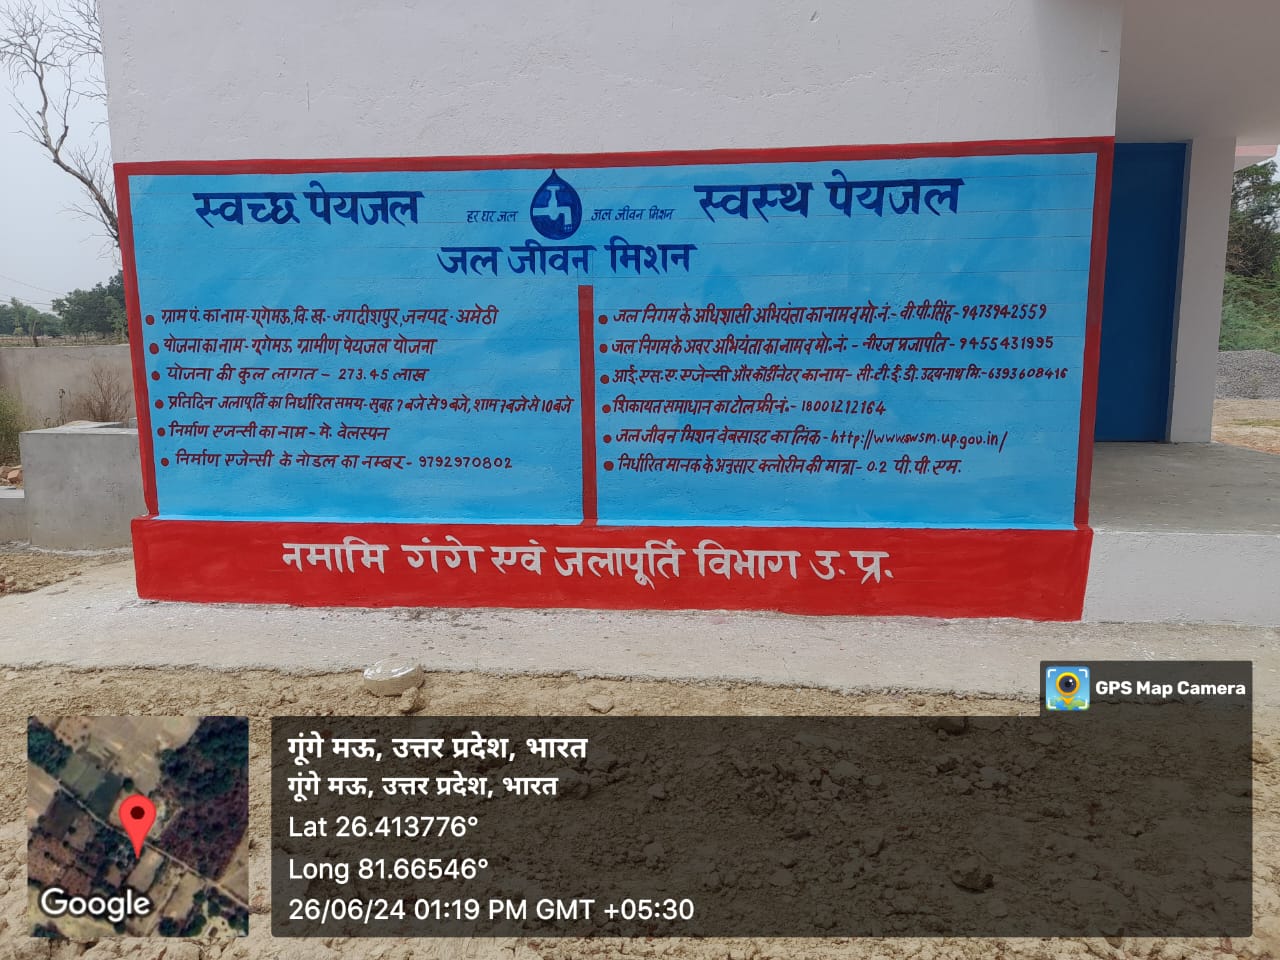 स्वच्छ पेयजल
हर घर जल
जल जीवन मिशन
स्वस्थ पेयजल
जल जीवन मिशन
ग्राम पं. का नाम- गूगेमऊ, वि.ख.- जगदीशपुर, जनपद - अमेठी
योजना का नाम- गूगेमऊ ग्रामीण पेयजल योजना
योजना की कुल लागत - 273.45 लाख
प्रतिदिन जलापूर्ति का निर्धारित समय- सुबह 7 बजे से 9 बजे, शाम 7 बजे से 10 बजे
निर्माण एजन्सी का नाम - मे. वेलस्पन
निर्माण एजेन्सी के नोडल का नम्बर- 9792970802
जल निगम के अधिशासी अभियंता का नाम व मो. नं.- वी.पी.सिंह- 9473942559
जल निगम के अवर अभियंता का नाम व मो. नं. - नीरज प्रजापति - 9455431995
आई.एस.ए. एजेन्सी और कॉर्डीनेटर का नाम- सी.टी.ई.डी. उदयनाथ मि.- 6393608416
शिकायत समाधान का टोल फ्री नं.- 18001212164
जल जीवन मिशन वेबसाइट का लिंक - http://www.swsm.up.gov.in/
निर्धारित मानक के अनुसार क्लोरीन की मात्रा - 0.2 पी.पी.एम.
नमामि गंगे एवं जलापूर्ति विभाग उ.प्र.
GPS Map Camera
गूंगे मऊ, उत्तर प्रदेश, भारत
गूंगे मऊ, उत्तर प्रदेश, भारत
Lat 26.413776°
Long 81.66546°
26/06/24 01:19 PM GMT +05:30
Google